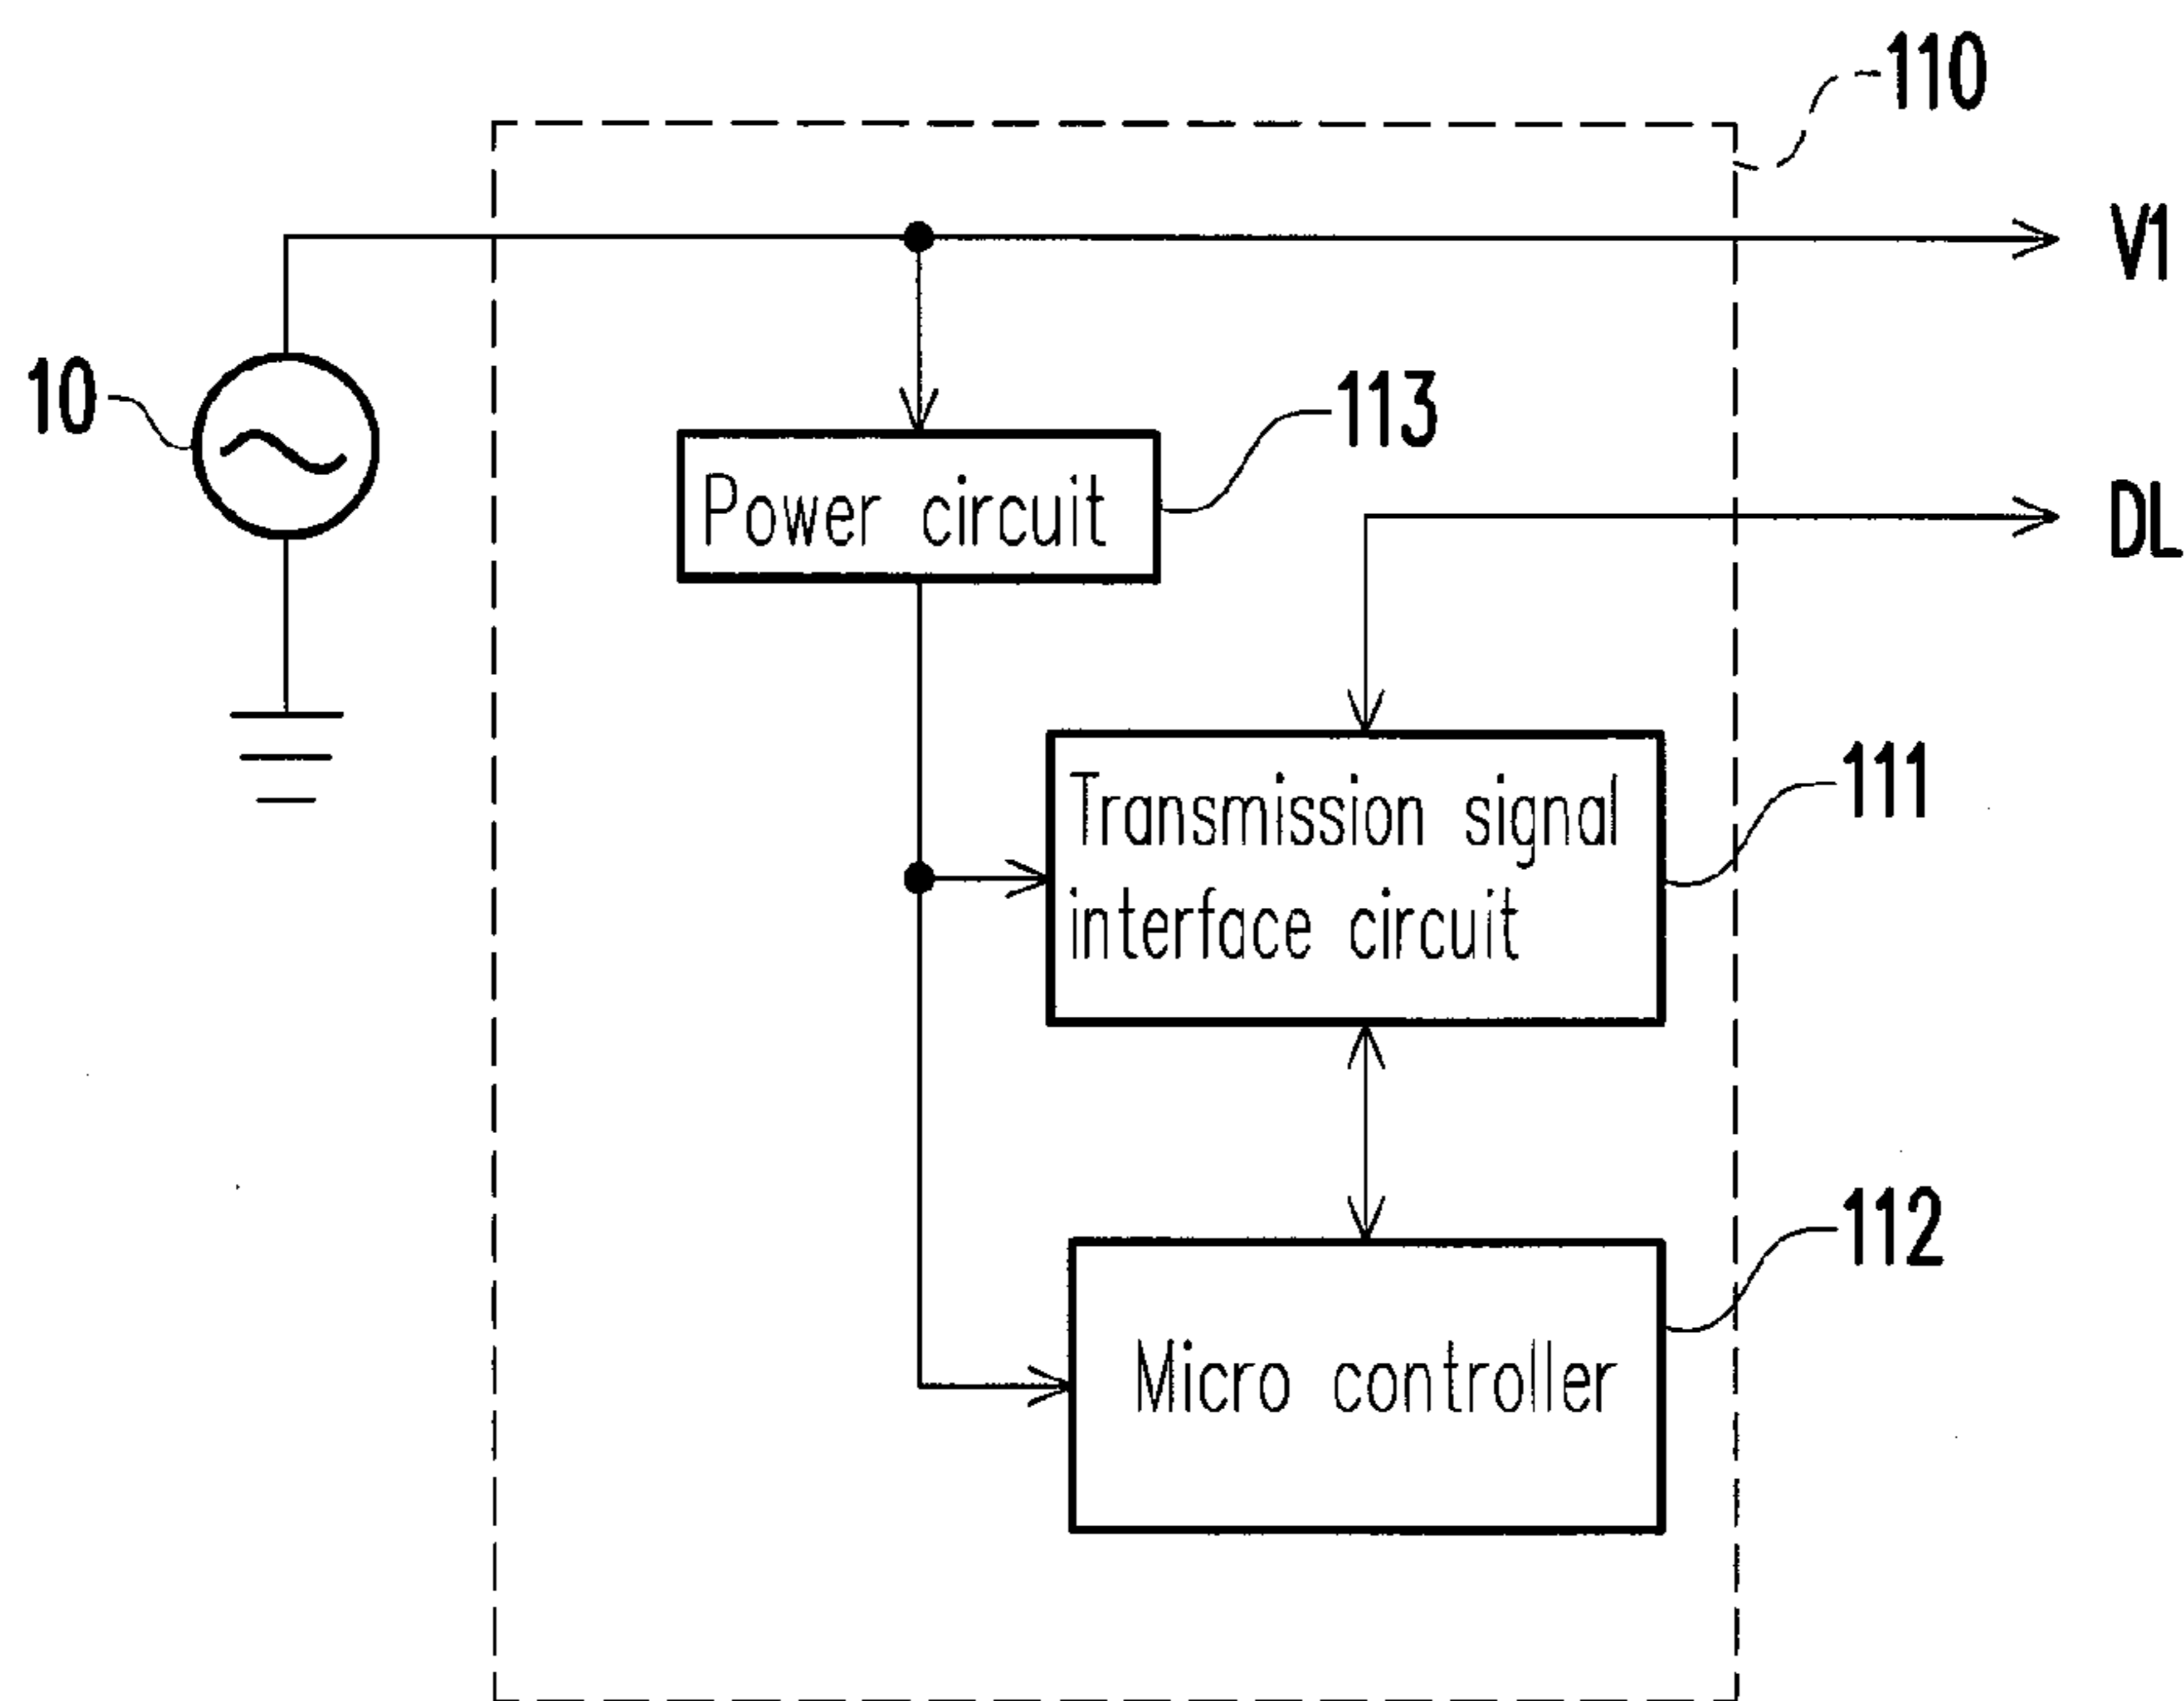 110
V1
10
113
Power circuit
DL
111
Transmission signal
interface circuit
112
Micro controller